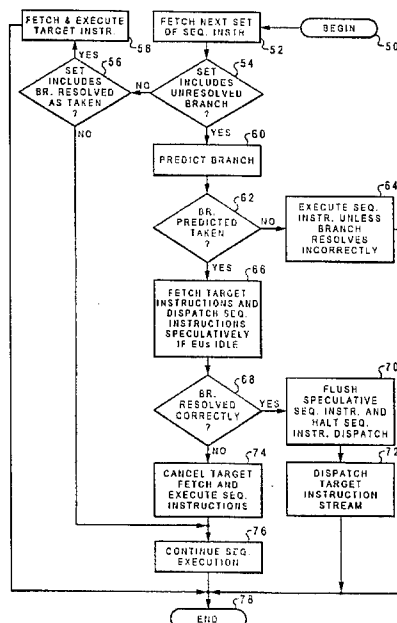 FETCH & EXECUTE
TARGET INSTR.
58
FETCH NEXT SET
OF SEQ. INSTR
52
BEGIN
50
YES
56
SET
INCLUDES
BR. RESOLVED
AS TAKEN
?
NO
NO
54
SET
INCLUDES
UNRESOLVED
BRANCH
?
YES
60
PREDICT BRANCH
62
BR.
PREDICTED
TAKEN
?
NO
64
EXECUTE SEQ.
INSTR. UNLESS
BRANCH
RESOLVES
INCORRECTLY
YES
66
FETCH TARGET
INSTRUCTIONS AND
DISPATCH SEQ.
INSTRUCTIONS
SPECULATIVELY
IF EUs IDLE
68
BR.
RESOLVED
CORRECTLY
?
YES
70
FLUSH
SPECULATIVE
SEQ. INSTR. AND
HALT SEQ.
INSTR. DISPATCH
NO
74
CANCEL TARGET
FETCH AND
EXECUTE SEQ.
INSTRUCTIONS
72
DISPATCH
TARGET
INSTRUCTION
STREAM
76
CONTINUE SEQ.
EXECUTION
78
END